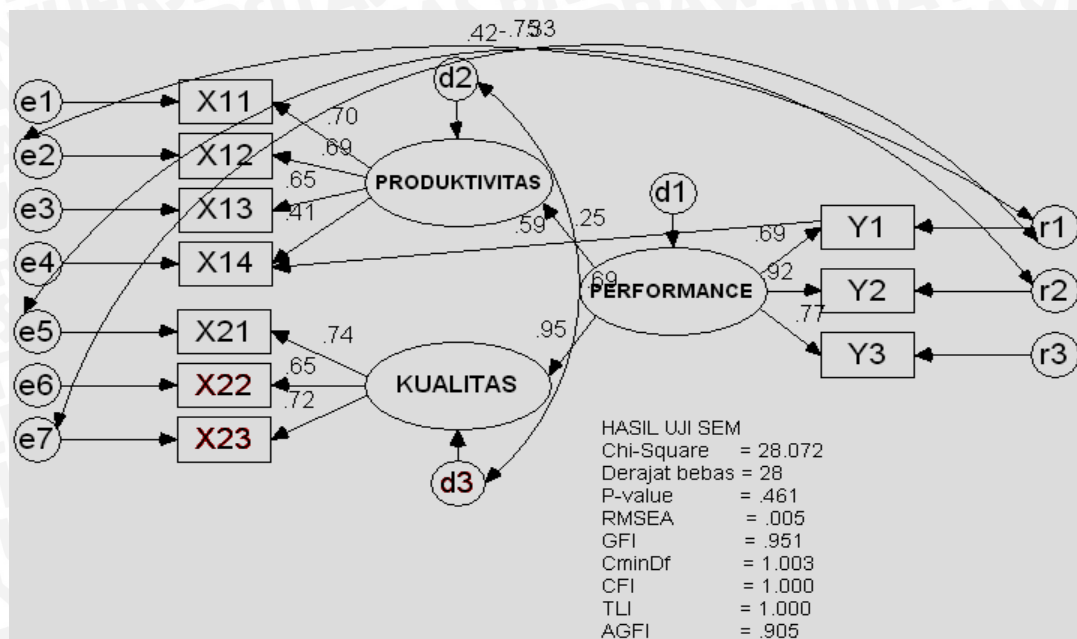 .42
.33
e1 X11 d2
.70
e2 X12 .69 PRODUKTIVITAS d1
e3 X13 .65
.41 .59 .25 .69 Y1 r1
e4 X14
.69 PERFORMANCE .92 Y2 r2
e5 X21 .74 .95 .77
Y3 r3
e6 X22 .65 KUALITAS
e7 X23 .72
d3
HASIL UJI SEM
Chi-Square = 28.072
Derajat bebas = 28
P-value = .461
RMSEA = .005
GFI = .951
CminDf = 1.003
CFI = 1.000
TLI = 1.000
AGFI = .905